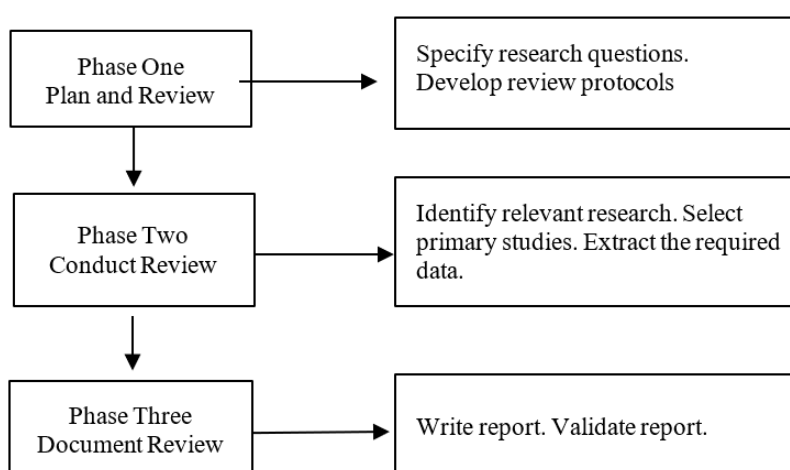 Phase One
Plan and Review
Specify research questions.
Develop review protocols
Phase Two
Conduct Review
Identify relevant research. Select
primary studies. Extract the required
data.
Phase Three
Document Review
Write report. Validate report.